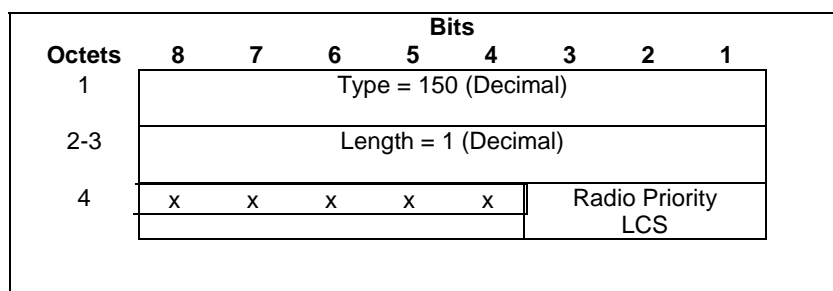 Bits
Octets 8 7 6 5 4 3 2 1
1 Type = 150 (Decimal)
2-3 Length = 1 (Decimal)
4 x x x x x Radio Priority
LCS